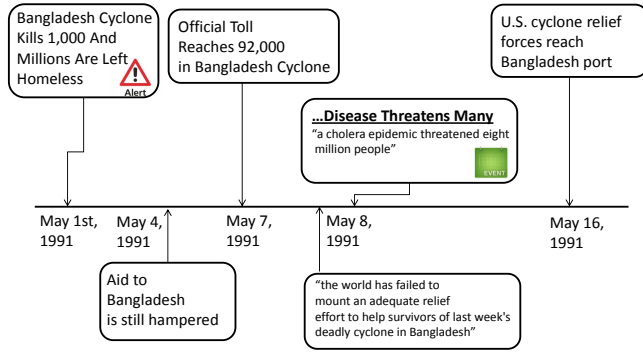 Bangladesh Cyclone
Kills 1,000 And
Millions Are Left
Homeless
Alert
Official Toll
Reaches 92,000
in Bangladesh Cyclone
U.S. cyclone relief
forces reach
Bangladesh port
...Disease Threatens Many
“a cholera epidemic threatened eight
million people”
EVENT
May 1st,
1991
May 4,
1991
May 7,
1991
May 8,
1991
May 16,
1991
Aid to
Bangladesh
is still hampered
“the world has failed to
mount an adequate relief
effort to help survivors of last week's
deadly cyclone in Bangladesh”